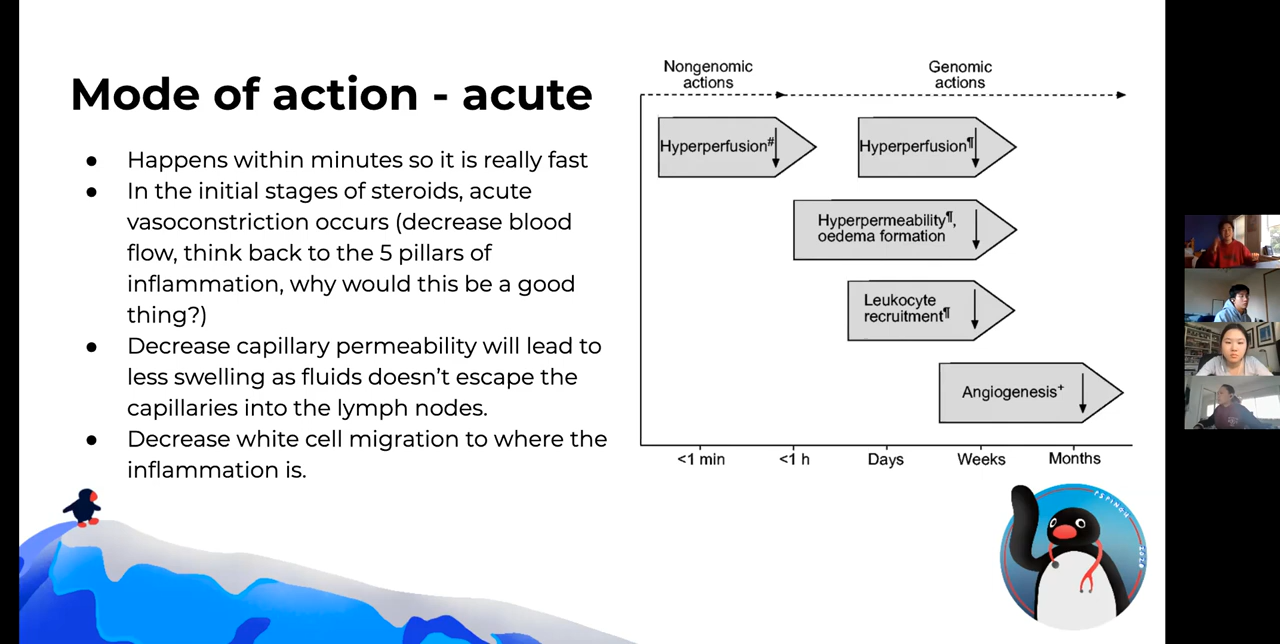 Mode of action - acute
● Happens within minutes so it is really fast
● In the initial stages of steroids, acute
vasoconstriction occurs (decrease blood
flow, think back to the 5 pillars of
inflammation, why would this be a good
thing?)
● Decrease capillary permeability will lead to
less swelling as fluids doesn’t escape the
capillaries into the lymph nodes.
● Decrease white cell migration to where the
inflammation is.
Nongenomic
actions
Genomic
actions
Hyperperfusion#
Hyperperfusion¶
Hyperpermeability¶,
oedema formation
Leukocyte
recruitment¶
Angiogenesis+
<1 min
<1 h
Days
Weeks
Months